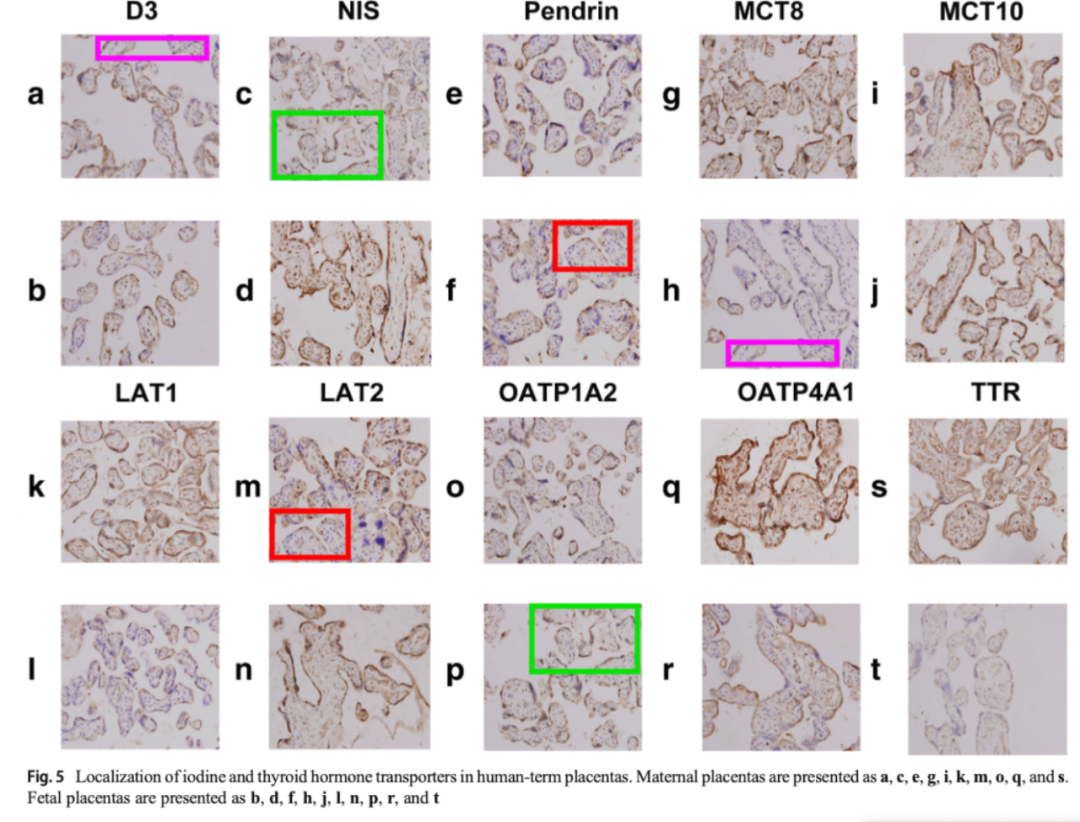 D3 NIS Pendrin MCT8 MCT10
a c e g i
b d f h j
LAT1 LAT2 OATP1A2 OATP4A1 TTR
k m o q s
l n p r t
Fig. 5 Localization of iodine and thyroid hormone transporters in human-term placentas. Maternal placentas are presented as a, c, e, g, i, k, m, o, q, and s.
Fetal placentas are presented as b, d, f, h, j, l, n, p, r, and t